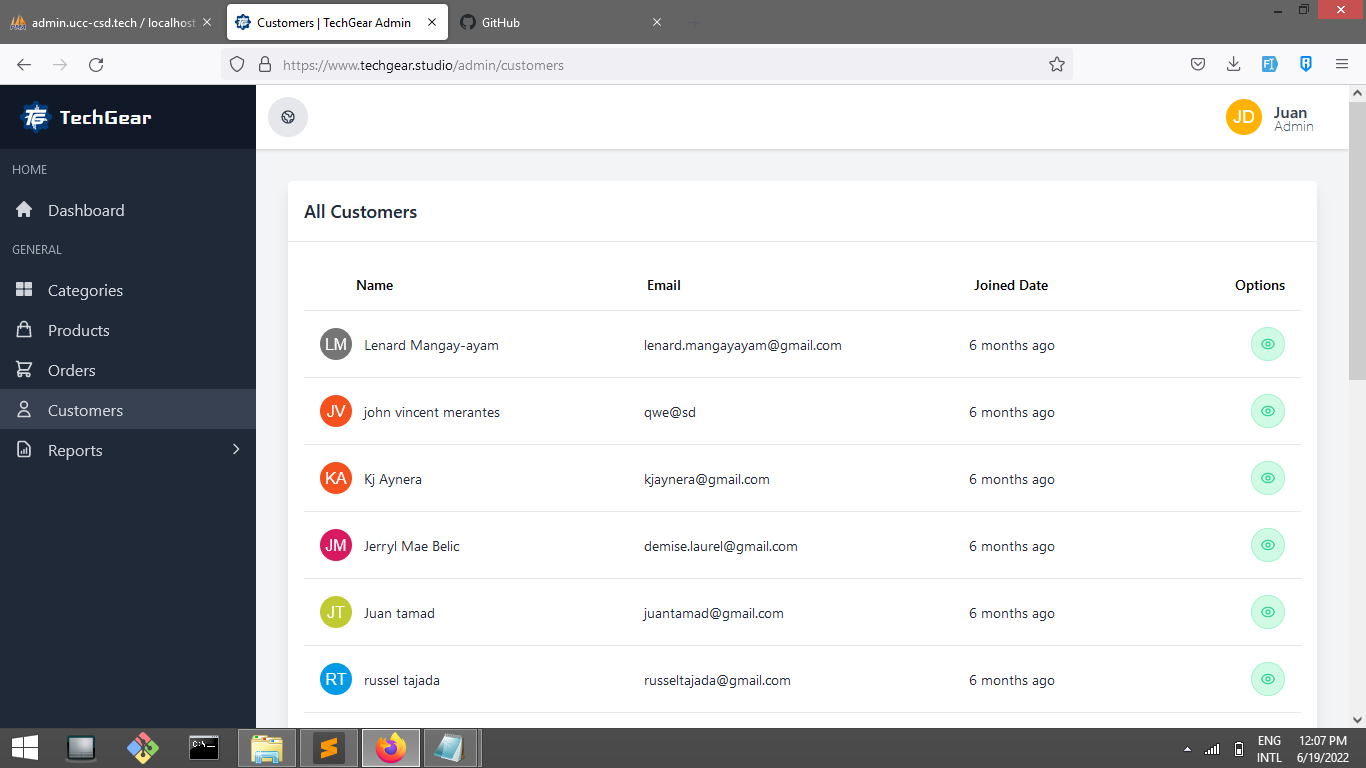 admin.ucc-csd.tech / localhost
Customers | TechGear Admin
GitHub
https://www.techgear.studio/admin/customers
TechGear
JD
Juan
Admin
HOME
Dashboard
GENERAL
Categories
Products
Orders
Customers
Reports
All Customers
Name Email Joined Date Options
LM Lenard Mangay-ayam lenard.mangayayam@gmail.com 6 months ago
JV john vincent merantes qwe@sd 6 months ago
KA Kj Aynera kjaynera@gmail.com 6 months ago
JM Jerryl Mae Belic demise.laurel@gmail.com 6 months ago
JT Juan tamad juantamad@gmail.com 6 months ago
RT russel tajada russeltajada@gmail.com 6 months ago
ENG 12:07 PM
INTL 6/19/2022